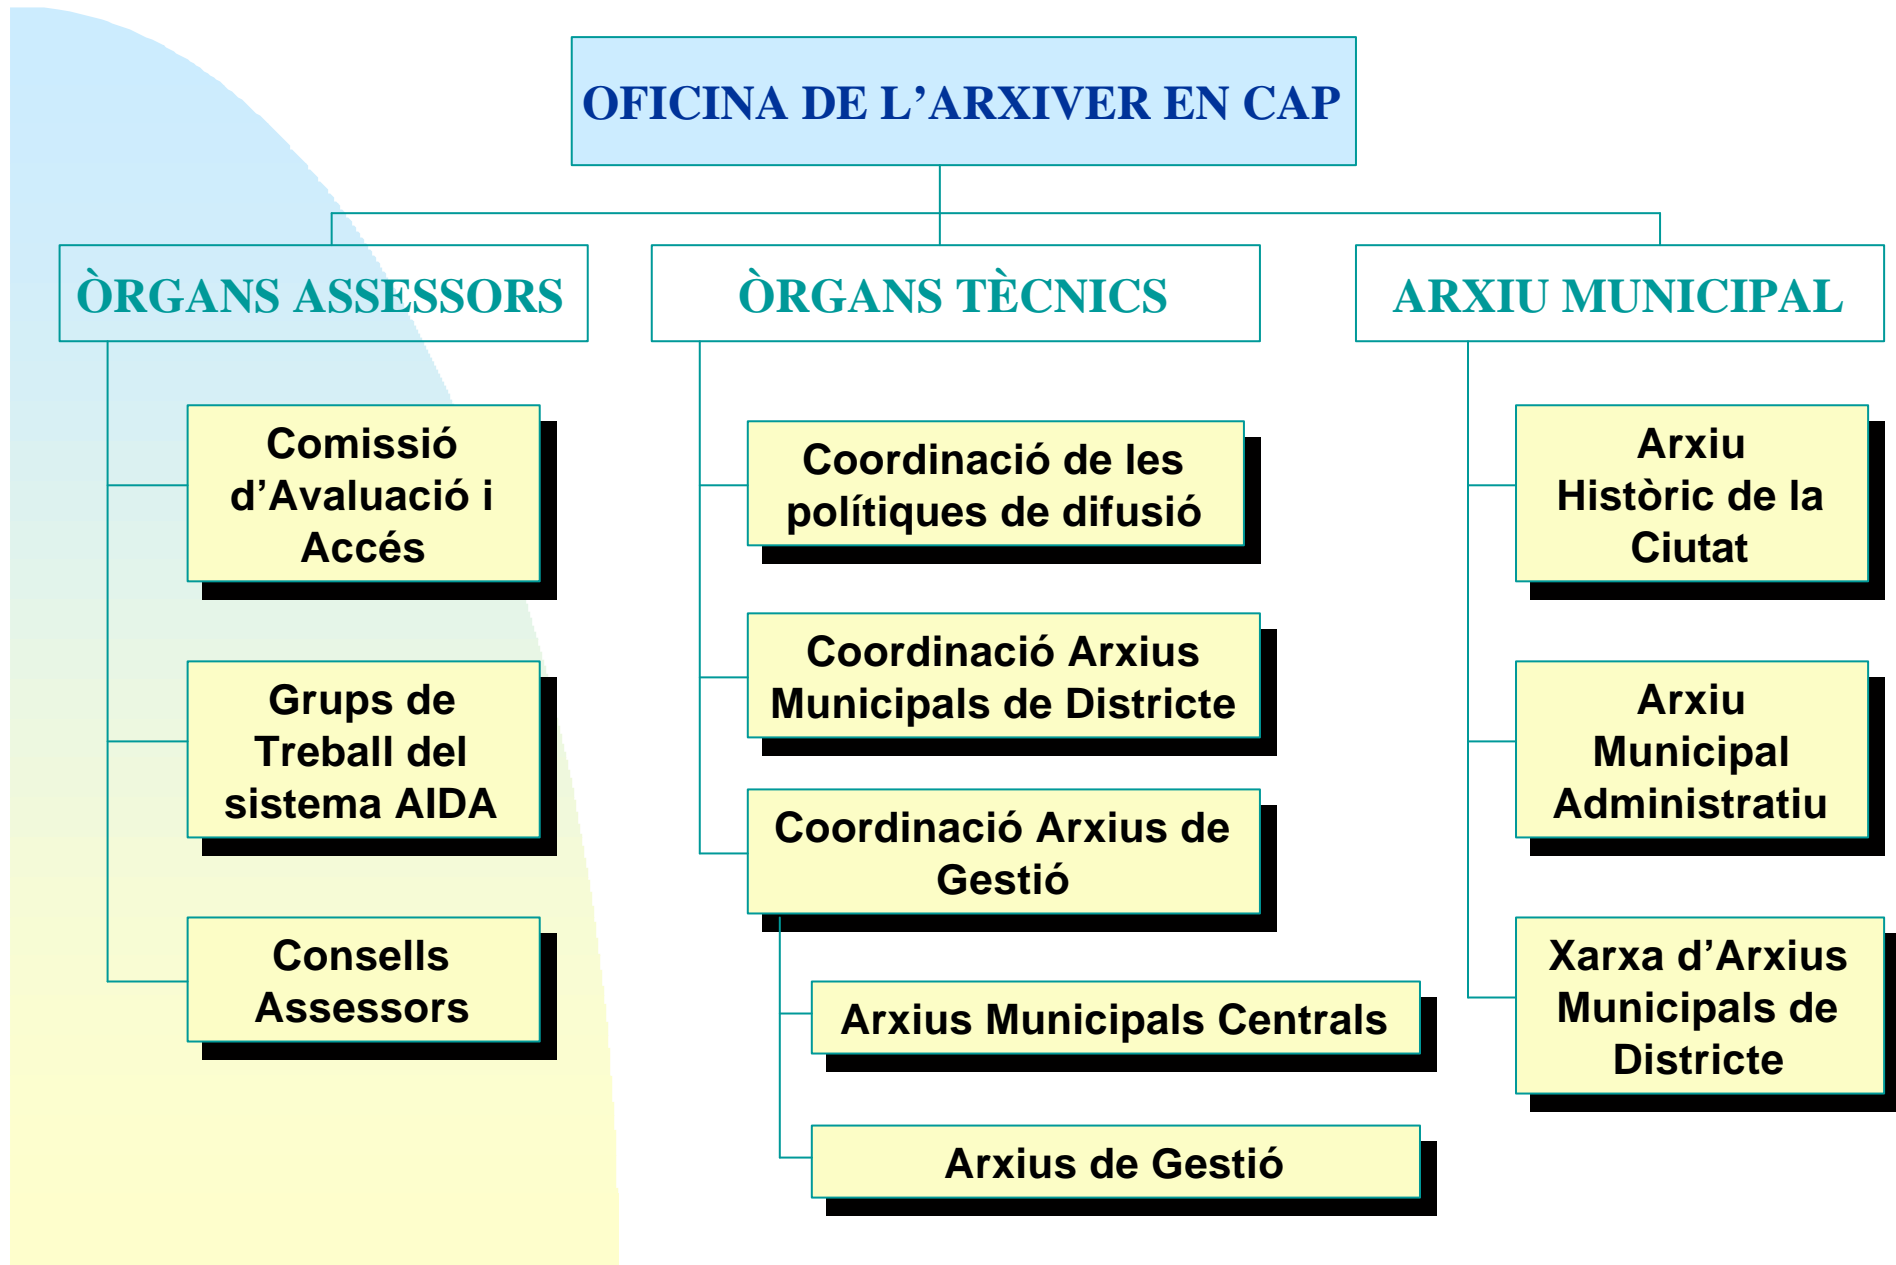 OFICINA DE L’ARXIVER EN CAP
ÒRGANS ASSESSORS
Comissió
d’Avaluació i
Accés
Grups de
Treball del
sistema AIDA
Consells
Assessors
ÒRGANS TÈCNICS
Coordinació de les
polítiques de difusió
Coordinació Arxius
Municipals de Districte
Coordinació Arxius de
Gestió
Arxius Municipals Centrals
Arxius de Gestió
ARXIU MUNICIPAL
Arxiu
Històric de la
Ciutat
Arxiu
Municipal
Administratiu
Xarxa d’Arxius
Municipals de
Districte